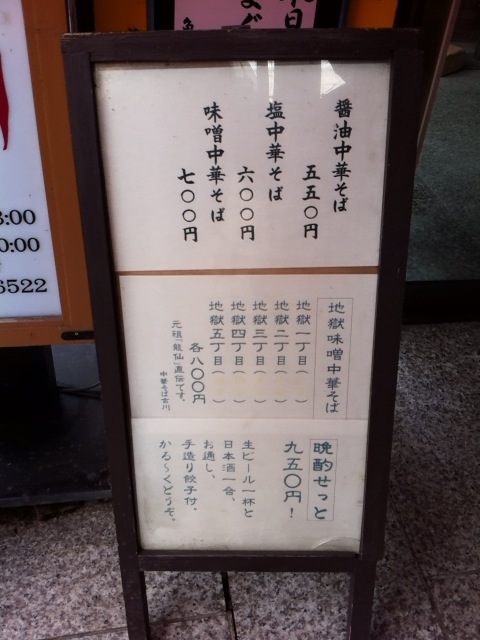 醤油中華そば
五五〇円
塩中華そば
六〇〇円
味噌中華そば
七〇〇円
地獄味噌中華そば
地獄一丁目(
地獄二丁目(
地獄三丁目(
地獄四丁目(
地獄五丁目(
各八〇〇円
元祖「龍仙」直伝です。
中華そば吉川
晩酌せっと
九五〇円!
生ビール一杯と
日本酒一合、
お通し、
手造り餃子付。
かる〜くどうぞ。
3:00
0:00
6522